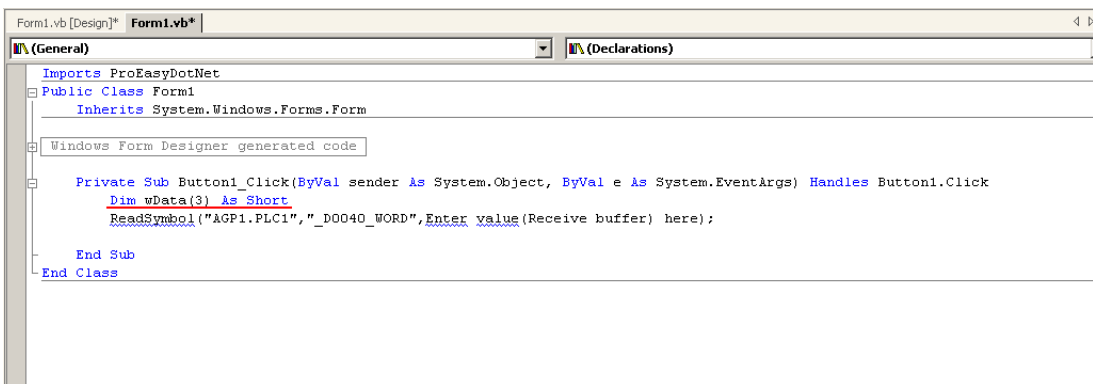 Form1.vb [Design]* Form1.vb*
(General) (Declarations)
Imports ProEasyDotNet
Public Class Form1
Inherits System.Windows.Forms.Form
Windows Form Designer generated code
Private Sub Button1_Click(ByVal sender As System.Object, ByVal e As System.EventArgs) Handles Button1.Click
Dim wData(3) As Short
ReadSymbol("AGP1.PLC1","_D0040_WORD",Enter value(Receive buffer) here);
End Sub
End Class